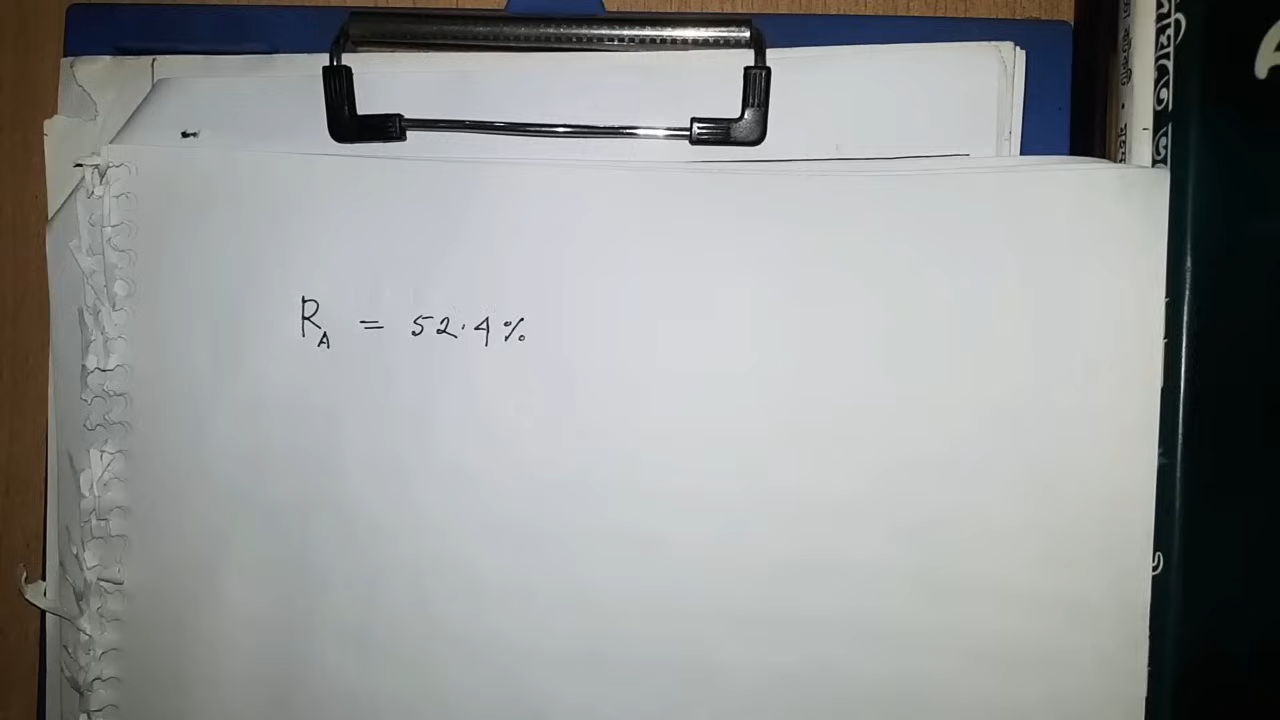 R_A = 52.4%